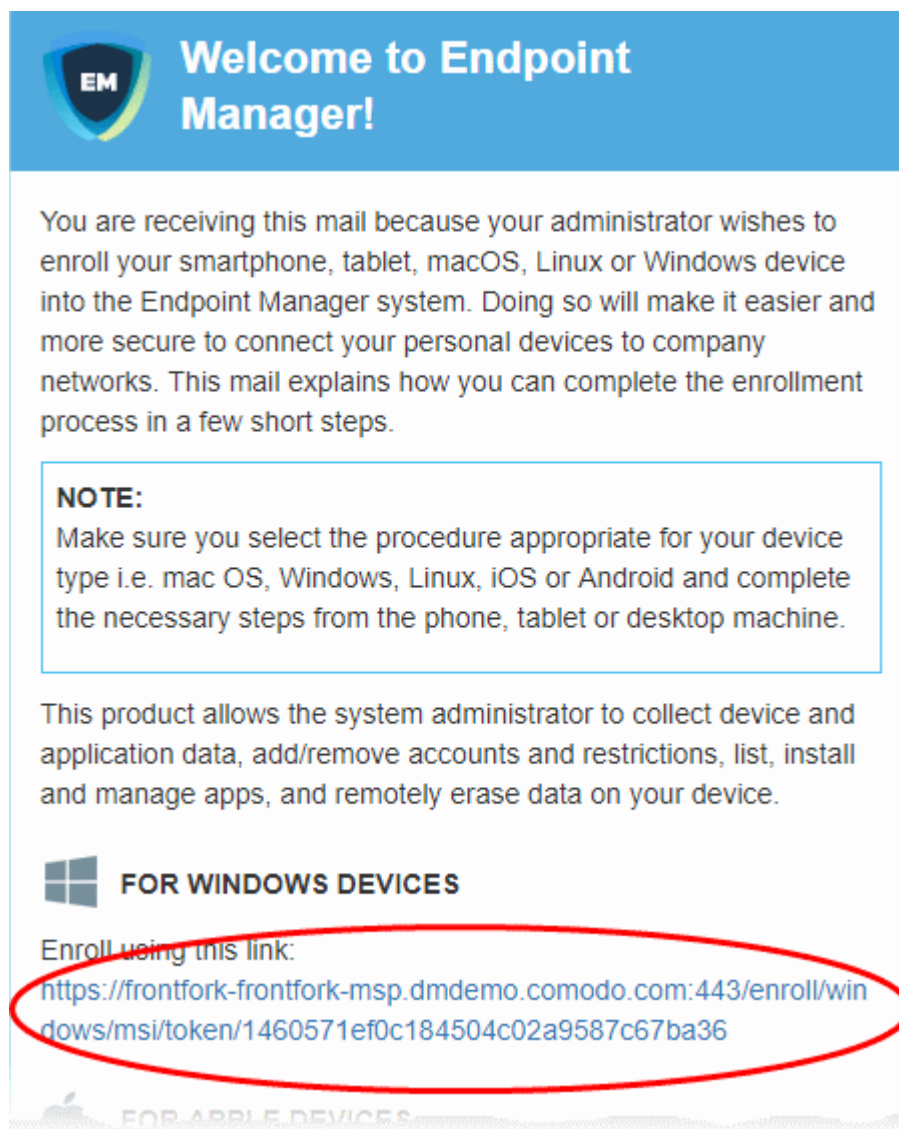 EM
Welcome to Endpoint
Manager!
You are receiving this mail because your administrator wishes to
enroll your smartphone, tablet, macOS, Linux or Windows device
into the Endpoint Manager system. Doing so will make it easier and
more secure to connect your personal devices to company
networks. This mail explains how you can complete the enrollment
process in a few short steps.
NOTE:
Make sure you select the procedure appropriate for your device
type i.e. mac OS, Windows, Linux, iOS or Android and complete
the necessary steps from the phone, tablet or desktop machine.
This product allows the system administrator to collect device and
application data, add/remove accounts and restrictions, list, install
and manage apps, and remotely erase data on your device.
FOR WINDOWS DEVICES
Enroll using this link:
https://frontfork-frontfork-msp.dmdemo.comodo.com:443/enroll/win
dows/msi/token/1460571ef0c184504c02a9587c67ba36
FOR APPLE DEVICES